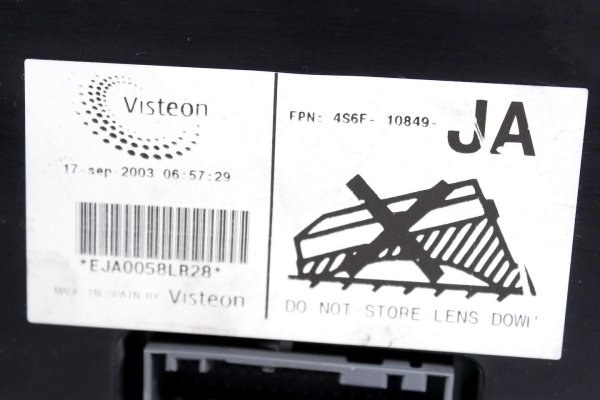 Visteon
17-sep-2003 06:57:29
*EJA0058LR28*
MADE IN SPAIN BY Visteon
FPN: 4S6F- 10849- JA
DO NOT STORE LENS DOWN